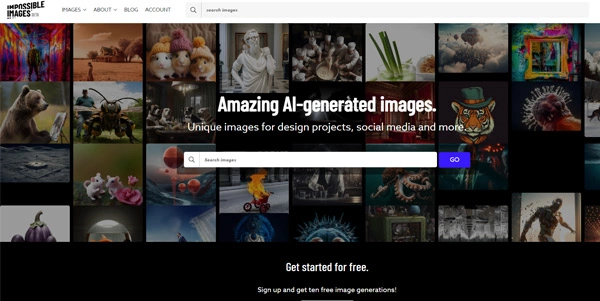 IMPOSSIBLE
IMAGES BETA
IMAGES
ABOUT
BLOG
ACCOUNT
search images
Amazing AI-generated images.
Unique images for design projects, social media and more.
Search images
GO
Get started for free.
Sign up and get ten free image generations!